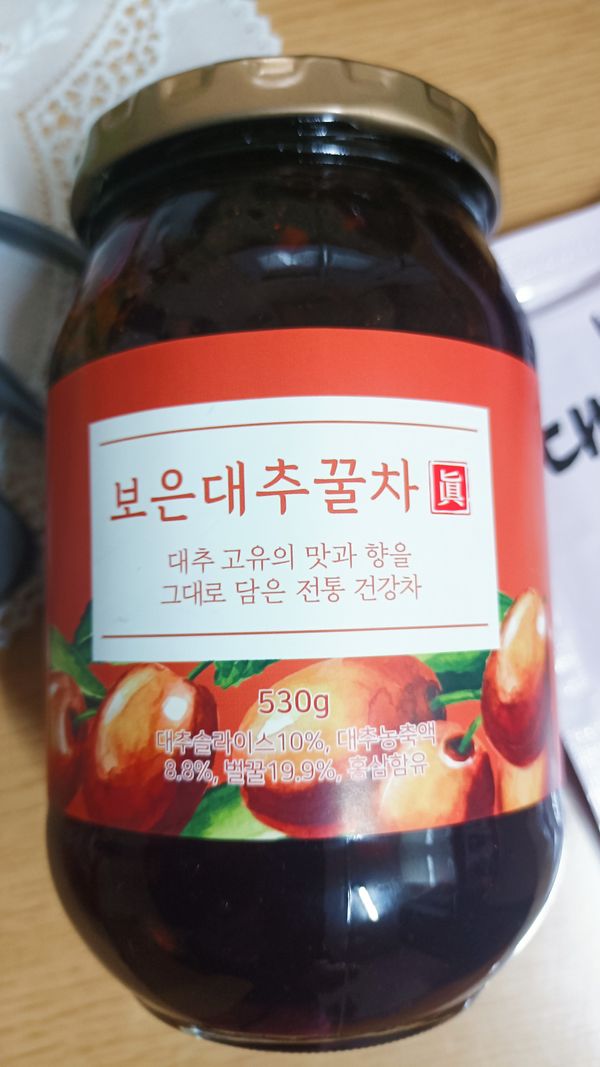 보은대추꿀차 眞
대추 고유의 맛과 향을
그대로 담은 전통 건강차
530g
대추슬라이스10%, 대추농축액
8.8%, 벌꿀19.9%, 홍삼함유
대